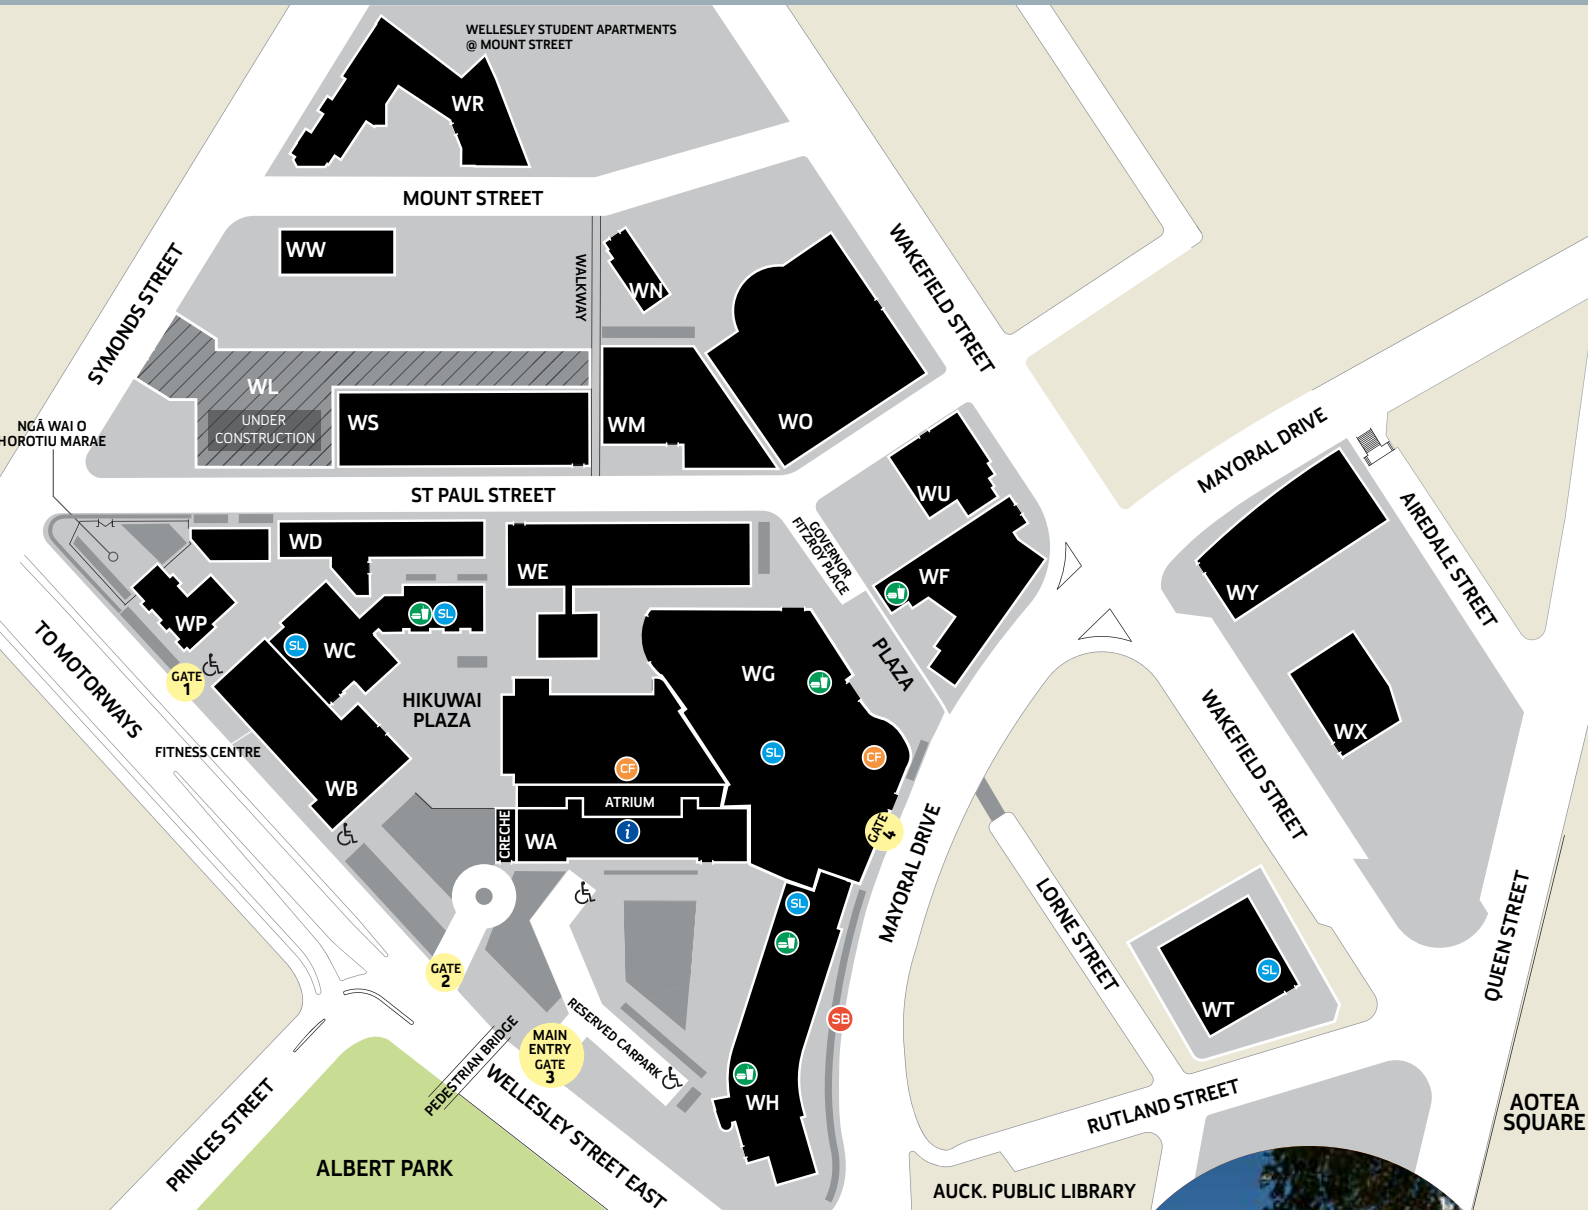 WELLESLEY STUDENT APARTMENTS
@ MOUNT STREET
WR
MOUNT STREET
WW
WALKWAY
WN
WAKEFIELD STREET
SYMONDS STREET
WL
UNDER
CONSTRUCTION
WS
WM
WO
NGĀ WAI O
HOROTIU MARAE
MAYORAL DRIVE
ST PAUL STREET
WU
AIREDALE STREET
GOVERNOR
FITZROY PLACE
WD
WE
WF
WY
WP
SL
SL
WC
TO MOTORWAYS
GATE
1
HIKUWAI
PLAZA
WG
PLAZA
WAKEFIELD STREET
WX
FITNESS CENTRE
SL
CF
CF
WB
ATRIUM
CRECHE
WA
i
GATE
4
MAYORAL DRIVE
LORNE STREET
SL
QUEEN STREET
GATE
2
SL
WT
RESERVED CARPARK
SB
MAIN
ENTRY
GATE
3
PEDESTRIAN BRIDGE
WH
WELLESLEY STREET EAST
PRINCES STREET
RUTLAND STREET
AOTEA
SQUARE
ALBERT PARK
AUCK. PUBLIC LIBRARY